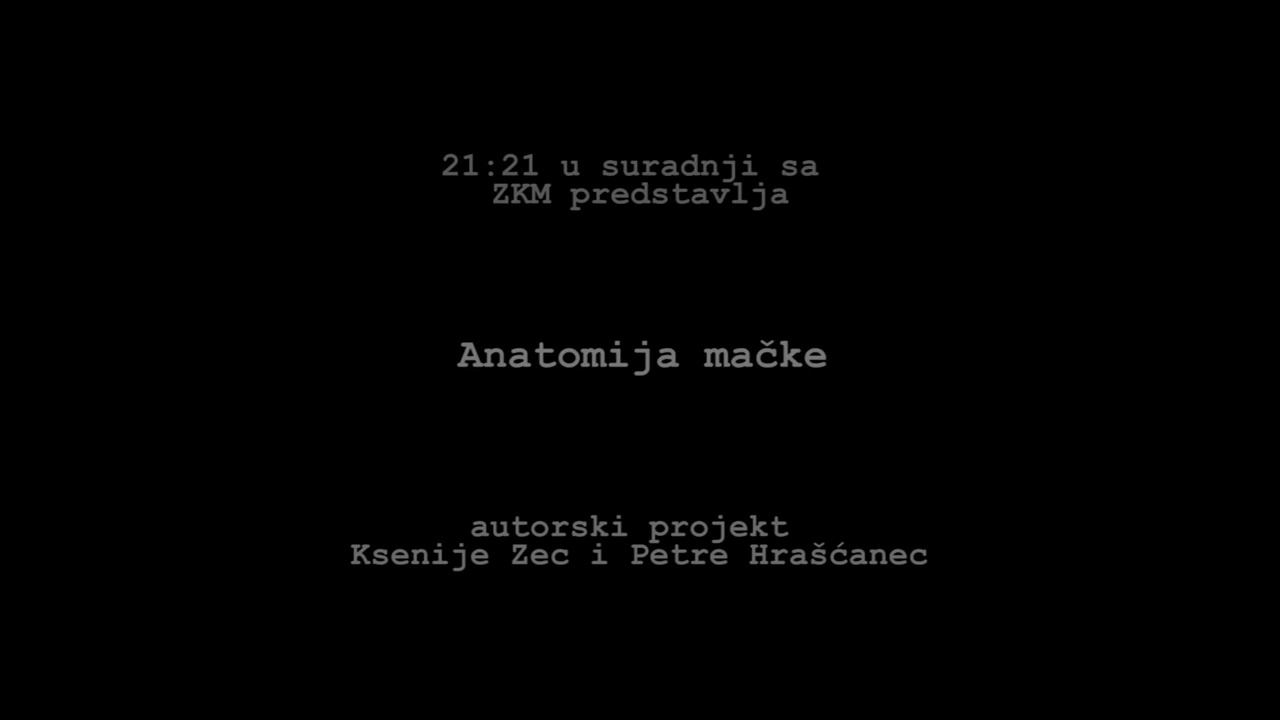 21:21 u suradnji sa
ZKM predstavlja
Anatomija mačke
autorski projekt
Ksenije Zec i Petre Hrašćanec